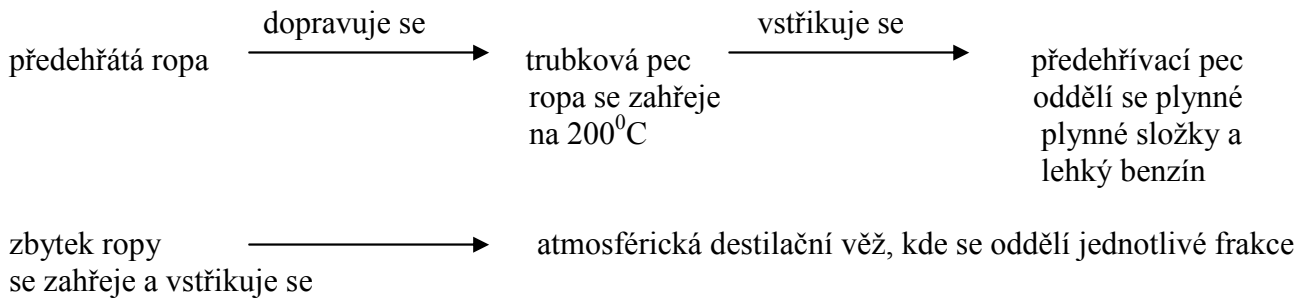 dopravuje se vstřikuje se
předehřátá ropa trubková pec předehřívací pec
ropa se zahřeje oddělí se plynné
na 200⁰C plynné složky a
lehký benzín
zbytek ropy atmosférická destilační věž, kde se oddělí jednotlivé frakce
se zahřeje a vstřikuje se